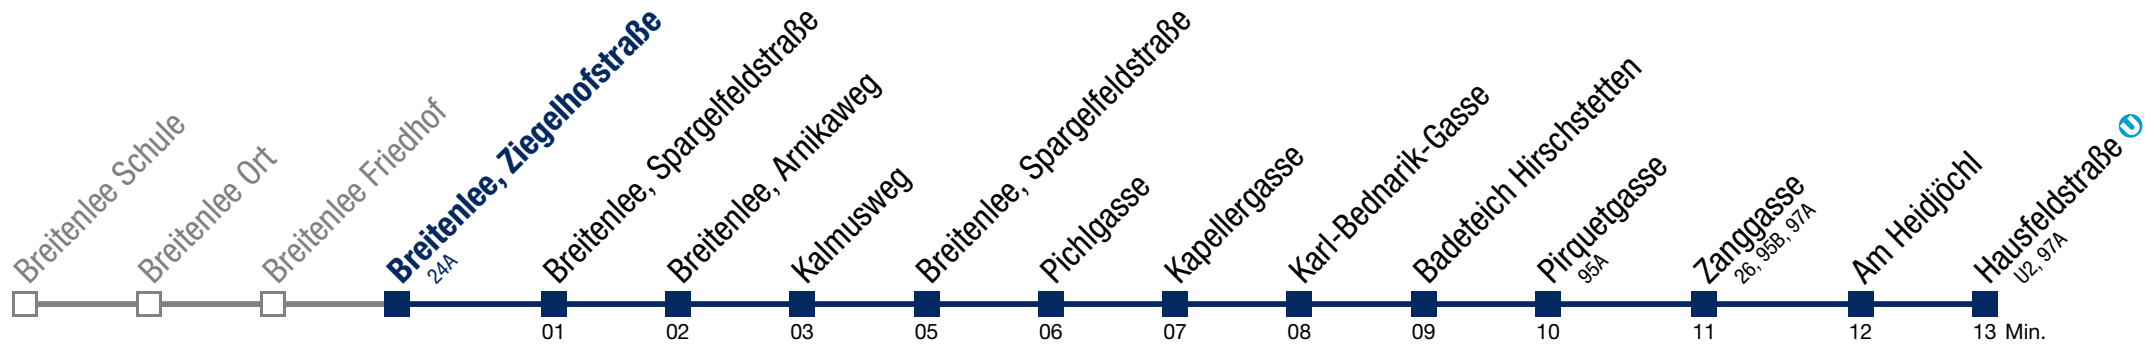 Breitenlee Schule
Breitenlee Ort
Breitenlee Friedhof
Breitenlee, Ziegelhofstraße
24A
Breitenlee, Spargelfeldstraße
Breitenlee, Arnikaweg
Kalmusweg
Breitenlee, Spargelfeldstraße
Pichlgasse
Kapellergasse
Karl-Bednarik-Gasse
Badeteich Hirschstetten
Pirquetgasse
95A
Zanggasse
26, 95B, 97A
Am Heidjöchl
Hausfeldstraße U
U2, 97A
01 02 03 05 06 07 08 09 10 11 12 13 Min.